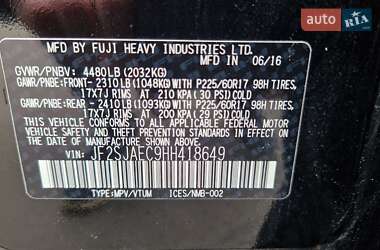 RIA.com
MFD BY FUJI HEAVY INDUSTRIES LTD.
MADE IN JAPAN 06/16
GVWR/PNBV: 4480LB (2032KG)
GAWR/PNBE: FRONT - 2310LB (1048KG) P225/60R17 98H TIRES,
17X7J RIMS AT 210 KPA (30 PSI) COLD
GAWR/PNBE: REAR - 2410LB (1093KG) P225/60R17 98H TIRES,
17X7J RIMS AT 200 KPA (29 PSI) COLD
THIS VEHICLE CONFORMS TO ALL APPLICABLE FEDERAL MOTOR
VEHICLE SAFETY, BUMPER, AND THEFT PREVENTION STANDARDS
IN EFFECT ON THE DATE OF MANUFACTURE SHOWN ABOVE.
VIN: JF2SJAEC9HH418649
TYPE:MPV/VTUM ICES/NMB-002